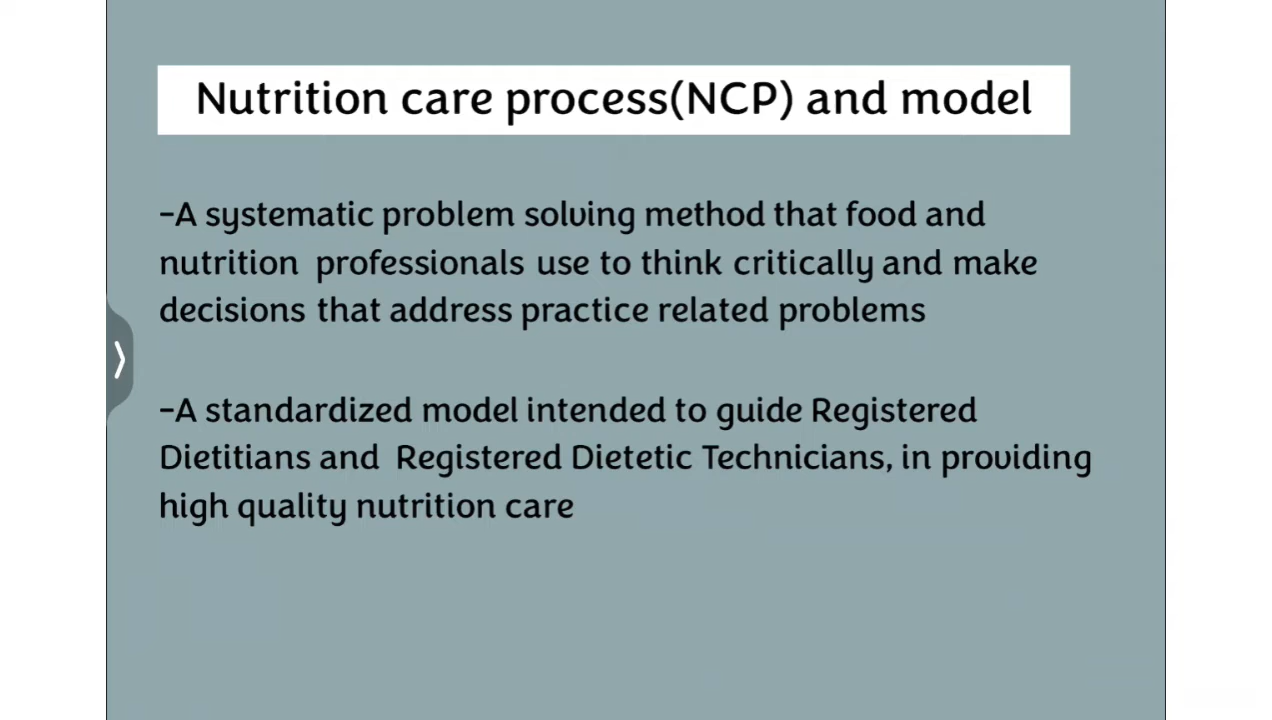 Nutrition care process(NCP) and model
-A systematic problem solving method that food and
nutrition professionals use to think critically and make
decisions that address practice related problems
-A standardized model intended to guide Registered
Dietitians and Registered Dietetic Technicians, in providing
high quality nutrition care